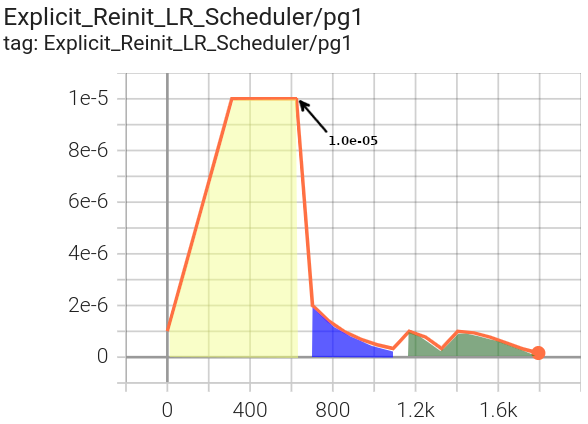 Explicit_Reinit_LR_Scheduler/pg1
tag: Explicit_Reinit_LR_Scheduler/pg1
1e-5
1.0e-05
8e-6
6e-6
4e-6
2e-6
0
0 400 800 1.2k 1.6k